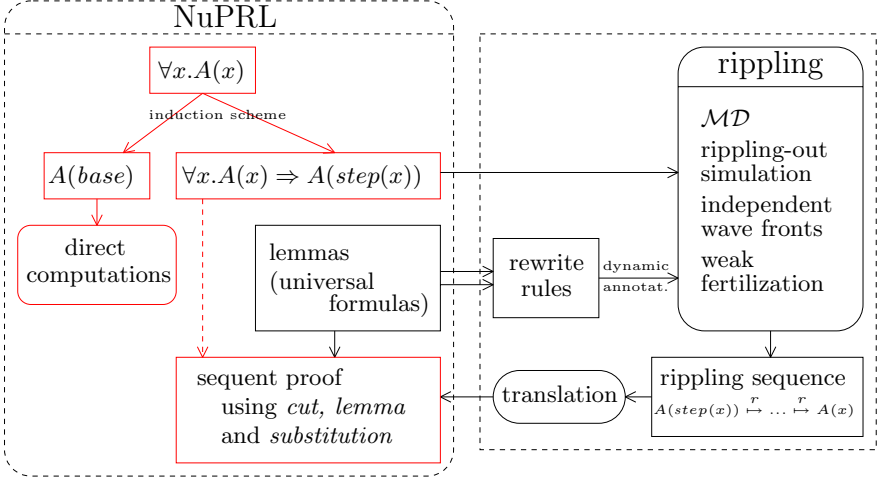 NuPRL
∀x.A(x)
induction scheme
A(base)
∀x.A(x) ⇒ A(step(x))
direct
computations
lemmas
(universal
formulas)
sequent proof
using cut, lemma
and substitution
rewrite
rules
dynamic
annotat.
rippling
𝓜𝓓
rippling-out
simulation
independent
wave fronts
weak
fertilization
translation
rippling sequence
A(step(x)) r↦ ... r↦ A(x)